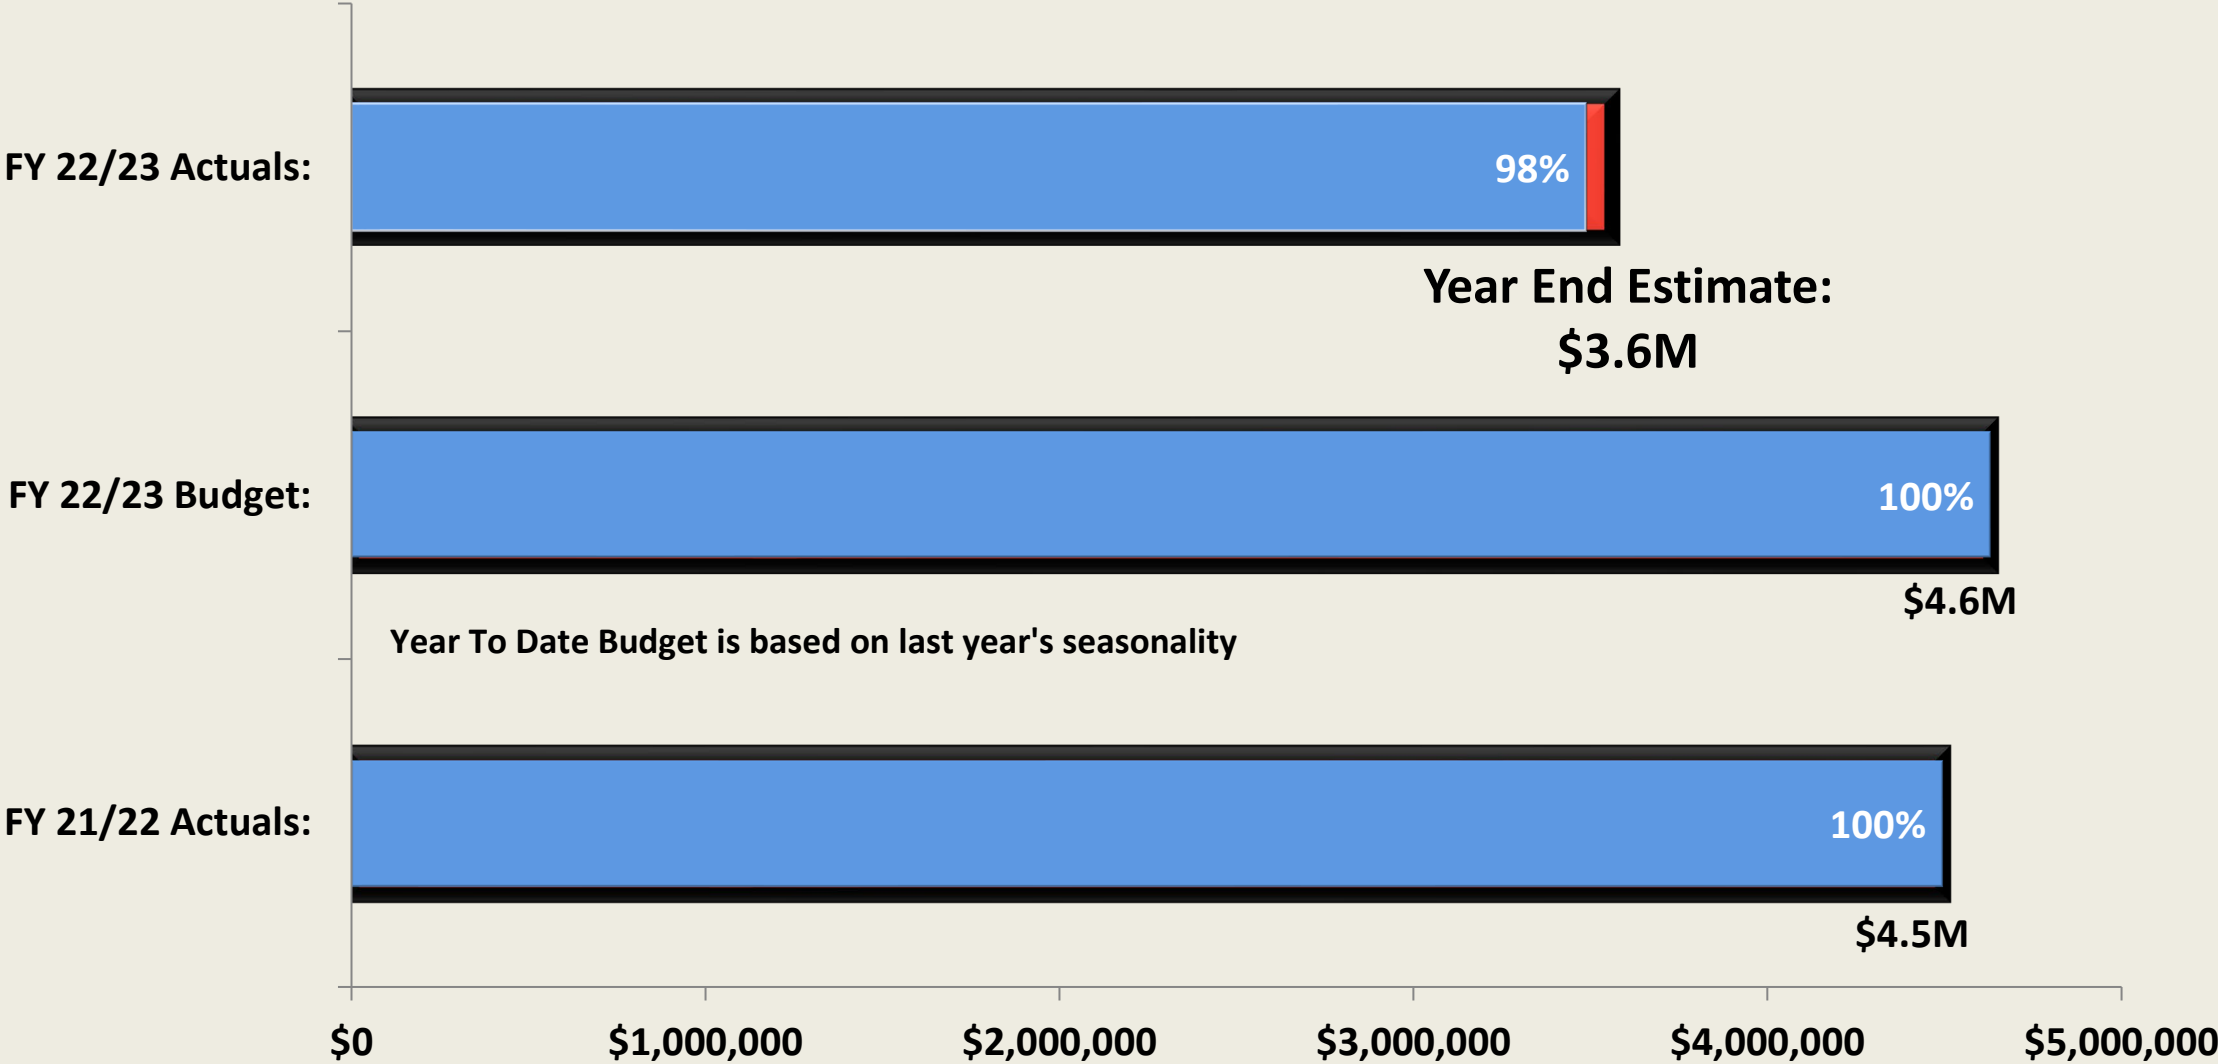 FY 22/23 Actuals:
98%
Year End Estimate:
$3.6M
FY 22/23 Budget:
100%
$4.6M
Year To Date Budget is based on last year's seasonality
FY 21/22 Actuals:
100%
$4.5M
$0 $1,000,000 $2,000,000 $3,000,000 $4,000,000 $5,000,000